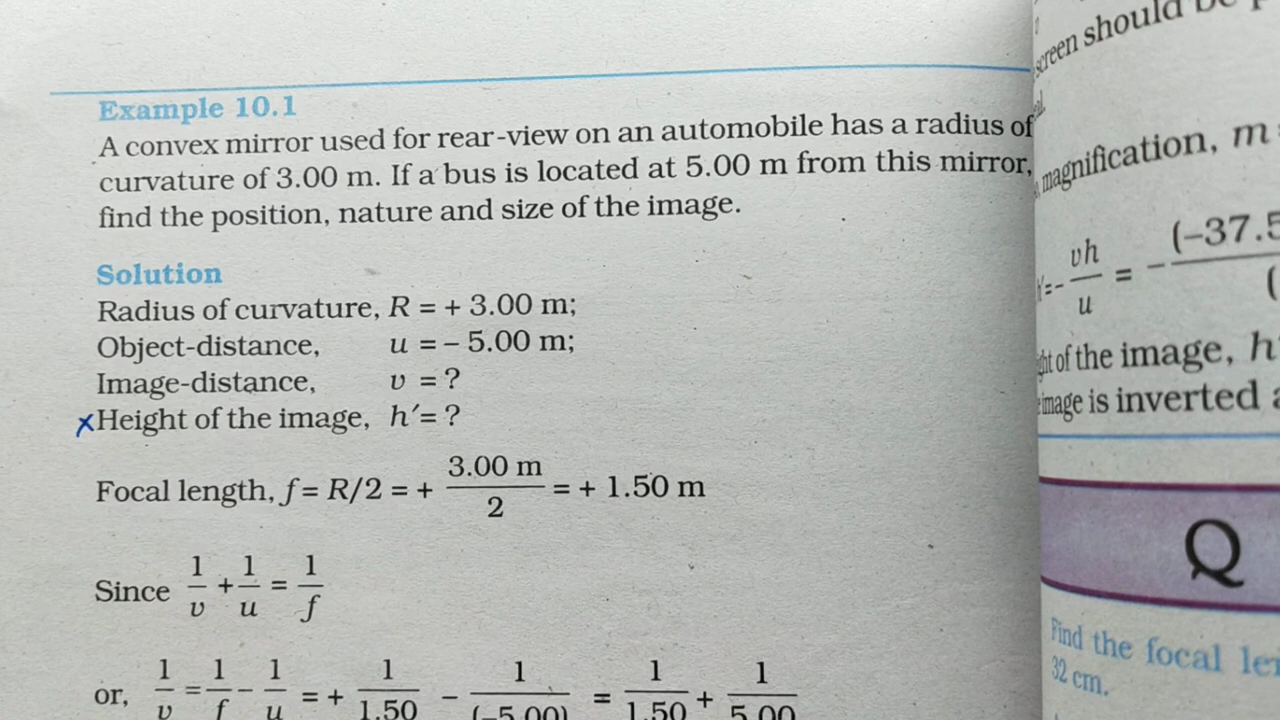 Example 10.1
A convex mirror used for rear-view on an automobile has a radius of
curvature of 3.00 m. If a bus is located at 5.00 m from this mirror,
find the position, nature and size of the image.
Solution
Radius of curvature, R = + 3.00 m;
Object-distance, u = – 5.00 m;
Image-distance, v = ?
xHeight of the image, h′= ?
Focal length, f = R/2 = + 3.00 m / 2 = + 1.50 m
Since 1/v + 1/u = 1/f
or, 1/v = 1/f – 1/u = + 1/1.50 – 1/(–5.00) = 1/1.50 + 1/5.00
screen should be
magnification, m
h′ = – vh/u = – (–37.5
of the image, h′
image is inverted
Q
Find the focal
32 cm.